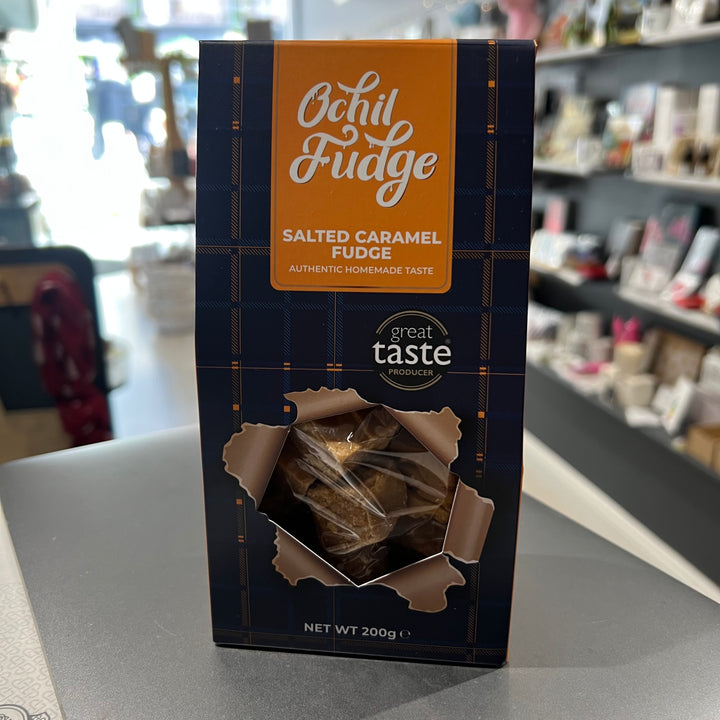 Ochil
Fudge
SALTED CARAMEL
FUDGE
AUTHENTIC HOMEMADE TASTE
great
taste®
PRODUCER
NET WT 200g ℮